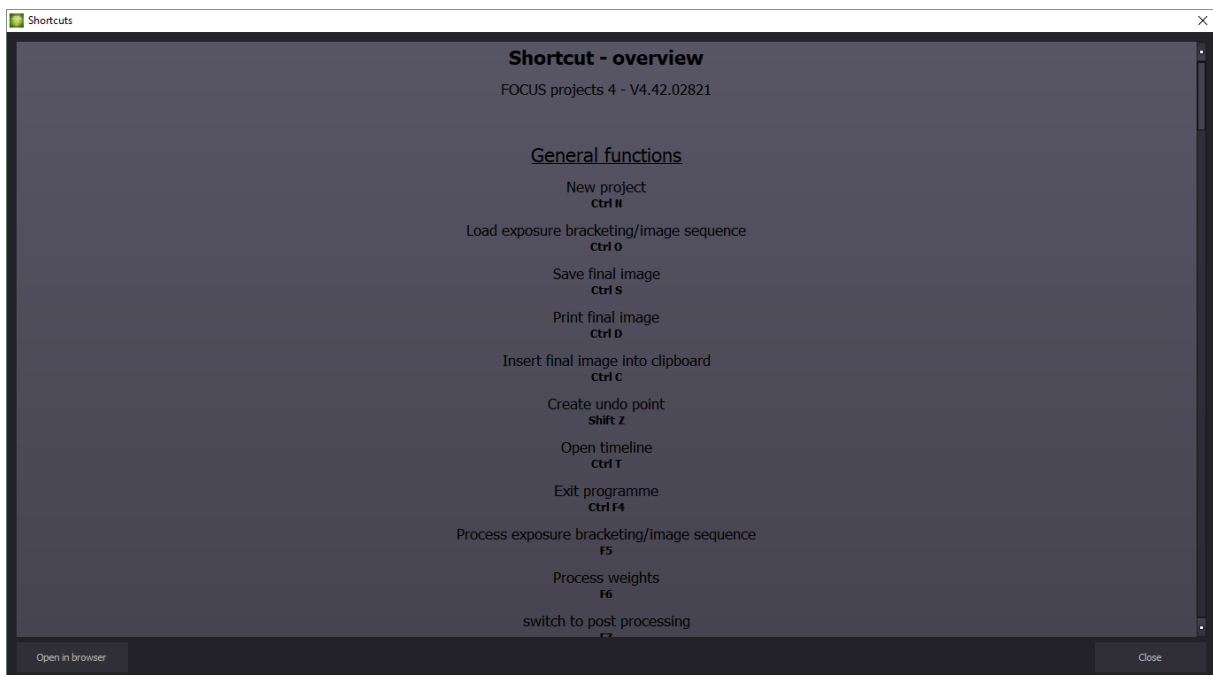 Shortcuts
Shortcut - overview
FOCUS projects 4 - V4.42.02821
General functions
New project
Ctrl N
Load exposure bracketing/image sequence
Ctrl O
Save final image
Ctrl S
Print final image
Ctrl D
Insert final image into clipboard
Ctrl C
Create undo point
Shift Z
Open timeline
Ctrl T
Exit programme
Ctrl F4
Process exposure bracketing/image sequence
F5
Process weights
F6
switch to post processing
Open in browser
Close